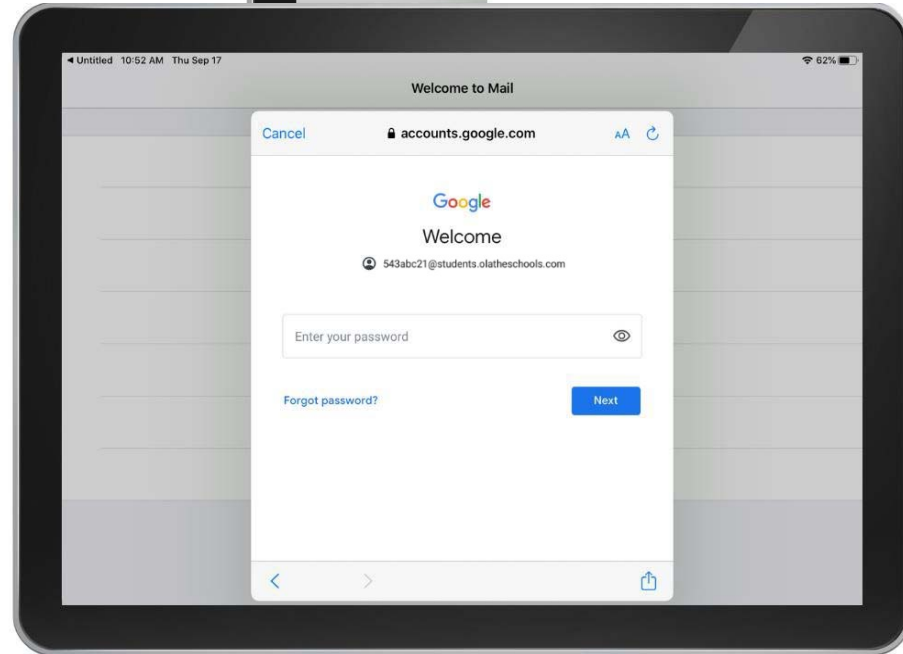 Untitled 10:52 AM Thu Sep 17 62%
Welcome to Mail
Cancel accounts.google.com AA
Google
Welcome
543abc21@students.olatheschools.com
Enter your password
Forgot password? Next